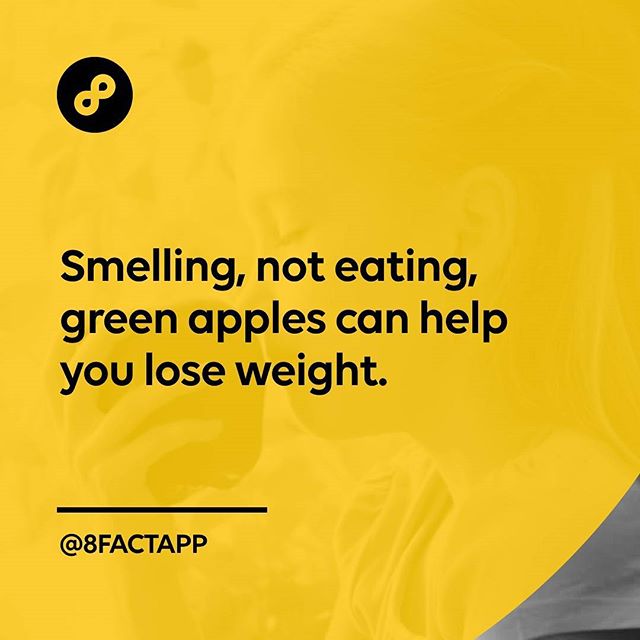 Smelling, not eating,
green apples can help
you lose weight.
@8FACTAPP